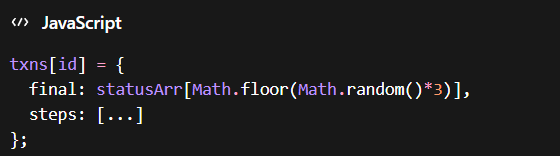 </> JavaScript
txns[id] = {
  final: statusArr[Math.floor(Math.random()*3)],
  steps: [...]
};